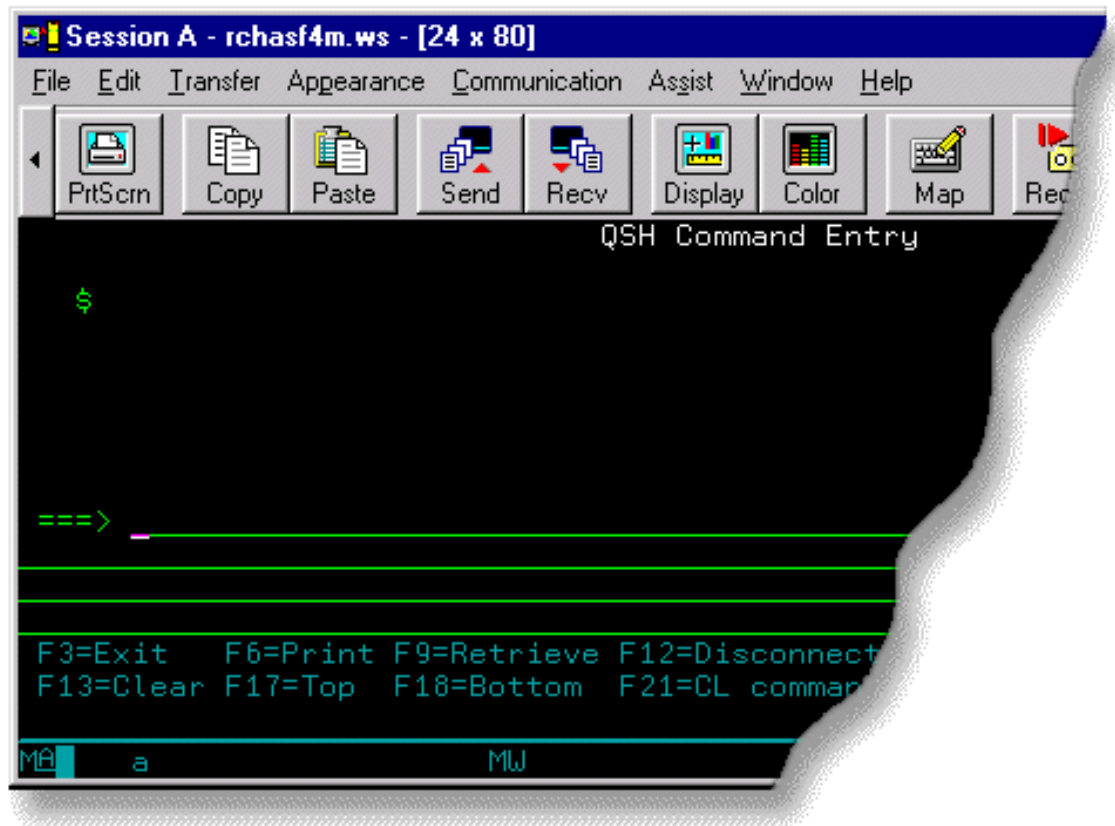 Session A - rchasf4m.ws - [24 x 80]
File Edit Transfer Appearance Communication Assist Window Help
PrtScrn Copy Paste Send Recv Display Color Map
QSH Command Entry
$
===> _
F3=Exit F6=Print F9=Retrieve F12=Disconnect
F13=Clear F17=Top F18=Bottom F21=CL
MA a MW